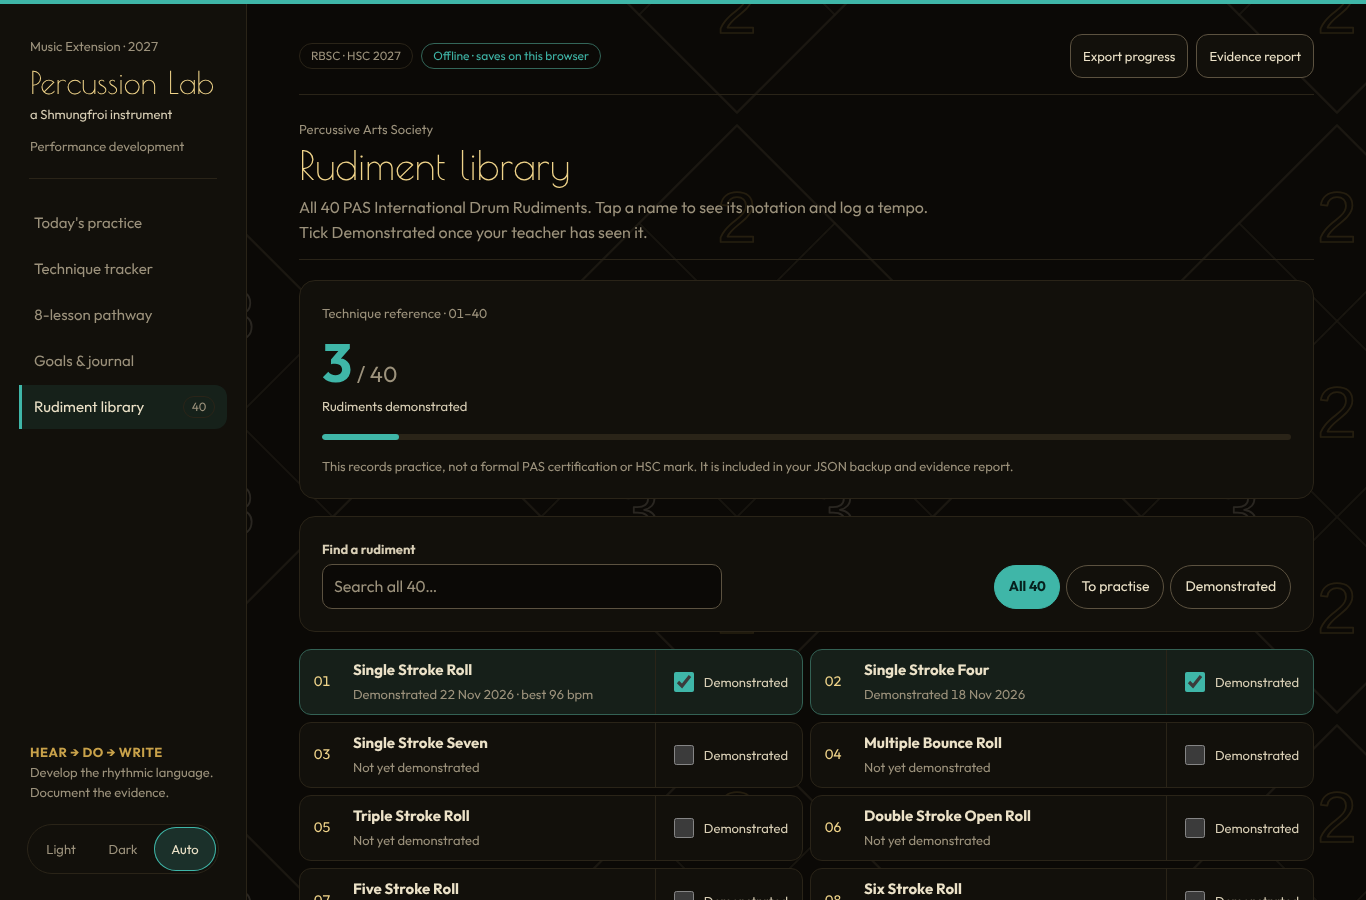 Music Extension · 2027
Percussion Lab
a Shmungfroi instrument
Performance development
Today's practice
Technique tracker
8-lesson pathway
Goals & journal
Rudiment library 40
HEAR → DO → WRITE
Develop the rhythmic language.
Document the evidence.
Light Dark Auto
RBSC · HSC 2027 Offline · saves on this browser Export progress Evidence report
Percussive Arts Society
Rudiment library
All 40 PAS International Drum Rudiments. Tap a name to see its notation and log a tempo.
Tick Demonstrated once your teacher has seen it.
Technique reference · 01–40
3 / 40
Rudiments demonstrated
This records practice, not a formal PAS certification or HSC mark. It is included in your JSON backup and evidence report.
Find a rudiment
Search all 40… All 40 To practise Demonstrated
01 Single Stroke Roll Demonstrated
Demonstrated 22 Nov 2026 · best 96 bpm
02 Single Stroke Four Demonstrated
Demonstrated 18 Nov 2026
03 Single Stroke Seven Demonstrated
Not yet demonstrated
04 Multiple Bounce Roll Demonstrated
Not yet demonstrated
05 Triple Stroke Roll Demonstrated
Not yet demonstrated
06 Double Stroke Open Roll Demonstrated
Not yet demonstrated
07 Five Stroke Roll Demonstrated
08 Six Stroke Roll Demonstrated